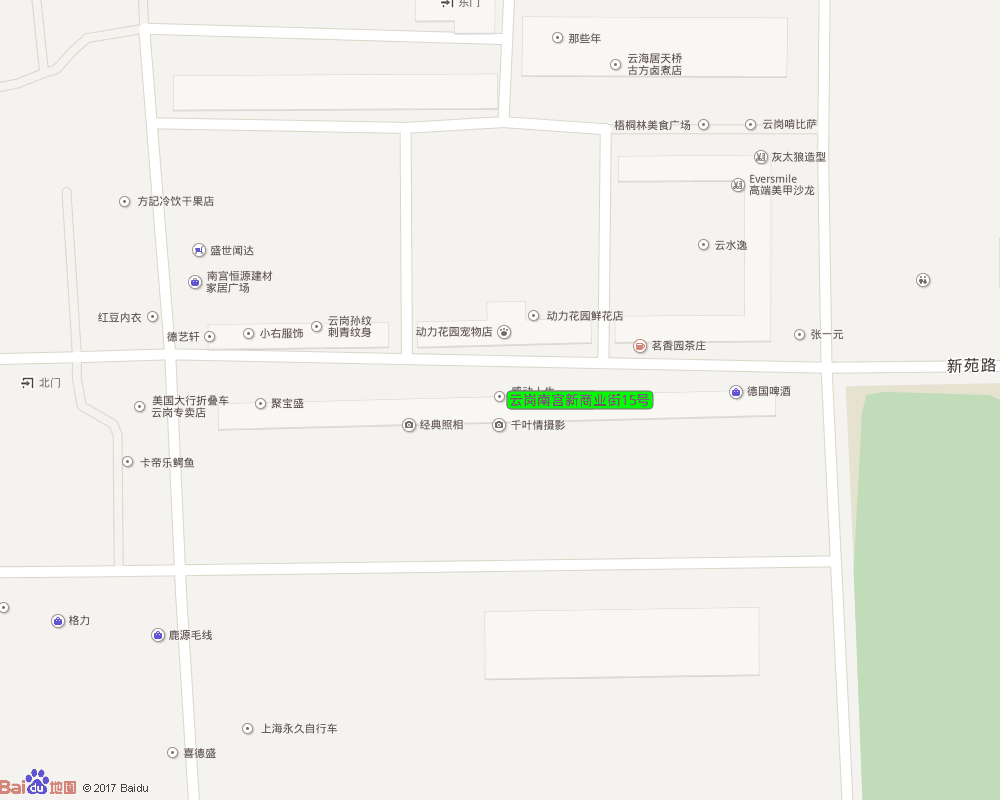 东门
那些年
云海居天桥
古方卤煮店
梧桐林美食广场
云岗啃比萨
灰太狼造型
Eversmile
高端美甲沙龙
方記冷饮干果店
云水逸
盛世闻达
南宫恒源建材
家居广场
红豆内衣
德艺轩
小右服饰
云岗孙纹
刺青纹身
动力花园宠物店
动力花园鲜花店
茗香园茶庄
张一元
新苑路
北门
美国大行折叠车
云岗专卖店
聚宝盛
云岗南宫新商业街15号
德国啤酒
经典照相
千叶情摄影
卡帝乐鳄鱼
格力
鹿源毛线
上海永久自行车
喜德盛
Bai du 地图
© 2017 Baidu